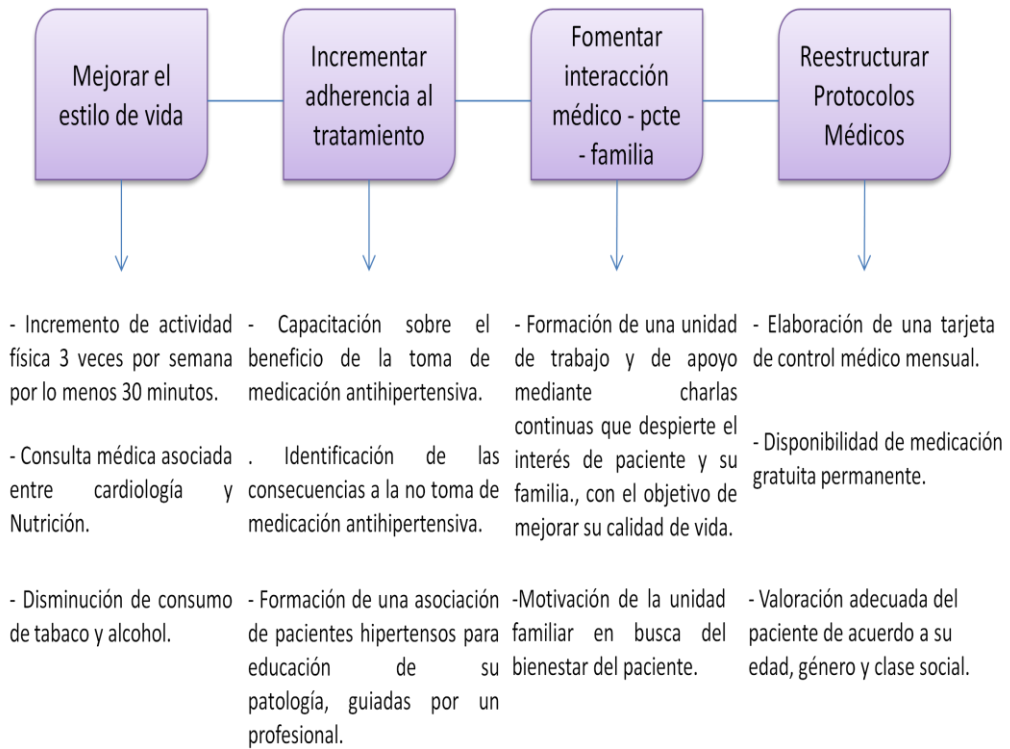 Mejorar el
estilo de vida
Incrementar
adherencia al
tratamiento
Fomentar
interacción
médico - pcte
- familia
Reestructurar
Protocolos
Médicos
- Incremento de actividad
física 3 veces por semana
por lo menos 30 minutos.
- Consulta médica asociada
entre cardiología y
Nutrición.
- Disminución de consumo
de tabaco y alcohol.
- Capacitación sobre el
beneficio de la toma de
medicación antihipertensiva.
. Identificación de las
consecuencias a la no toma de
medicación antihipertensiva.
- Formación de una asociación
de pacientes hipertensos para
educación de su
patología, guiadas por un
profesional.
- Formación de una unidad
de trabajo y de apoyo
mediante charlas
continuas que despierte el
interés de paciente y su
familia., con el objetivo de
mejorar su calidad de vida.
-Motivación de la unidad
familiar en busca del
bienestar del paciente.
- Elaboración de una tarjeta
de control médico mensual.
- Disponibilidad de medicación
gratuita permanente.
- Valoración adecuada del
paciente de acuerdo a su
edad, género y clase social.